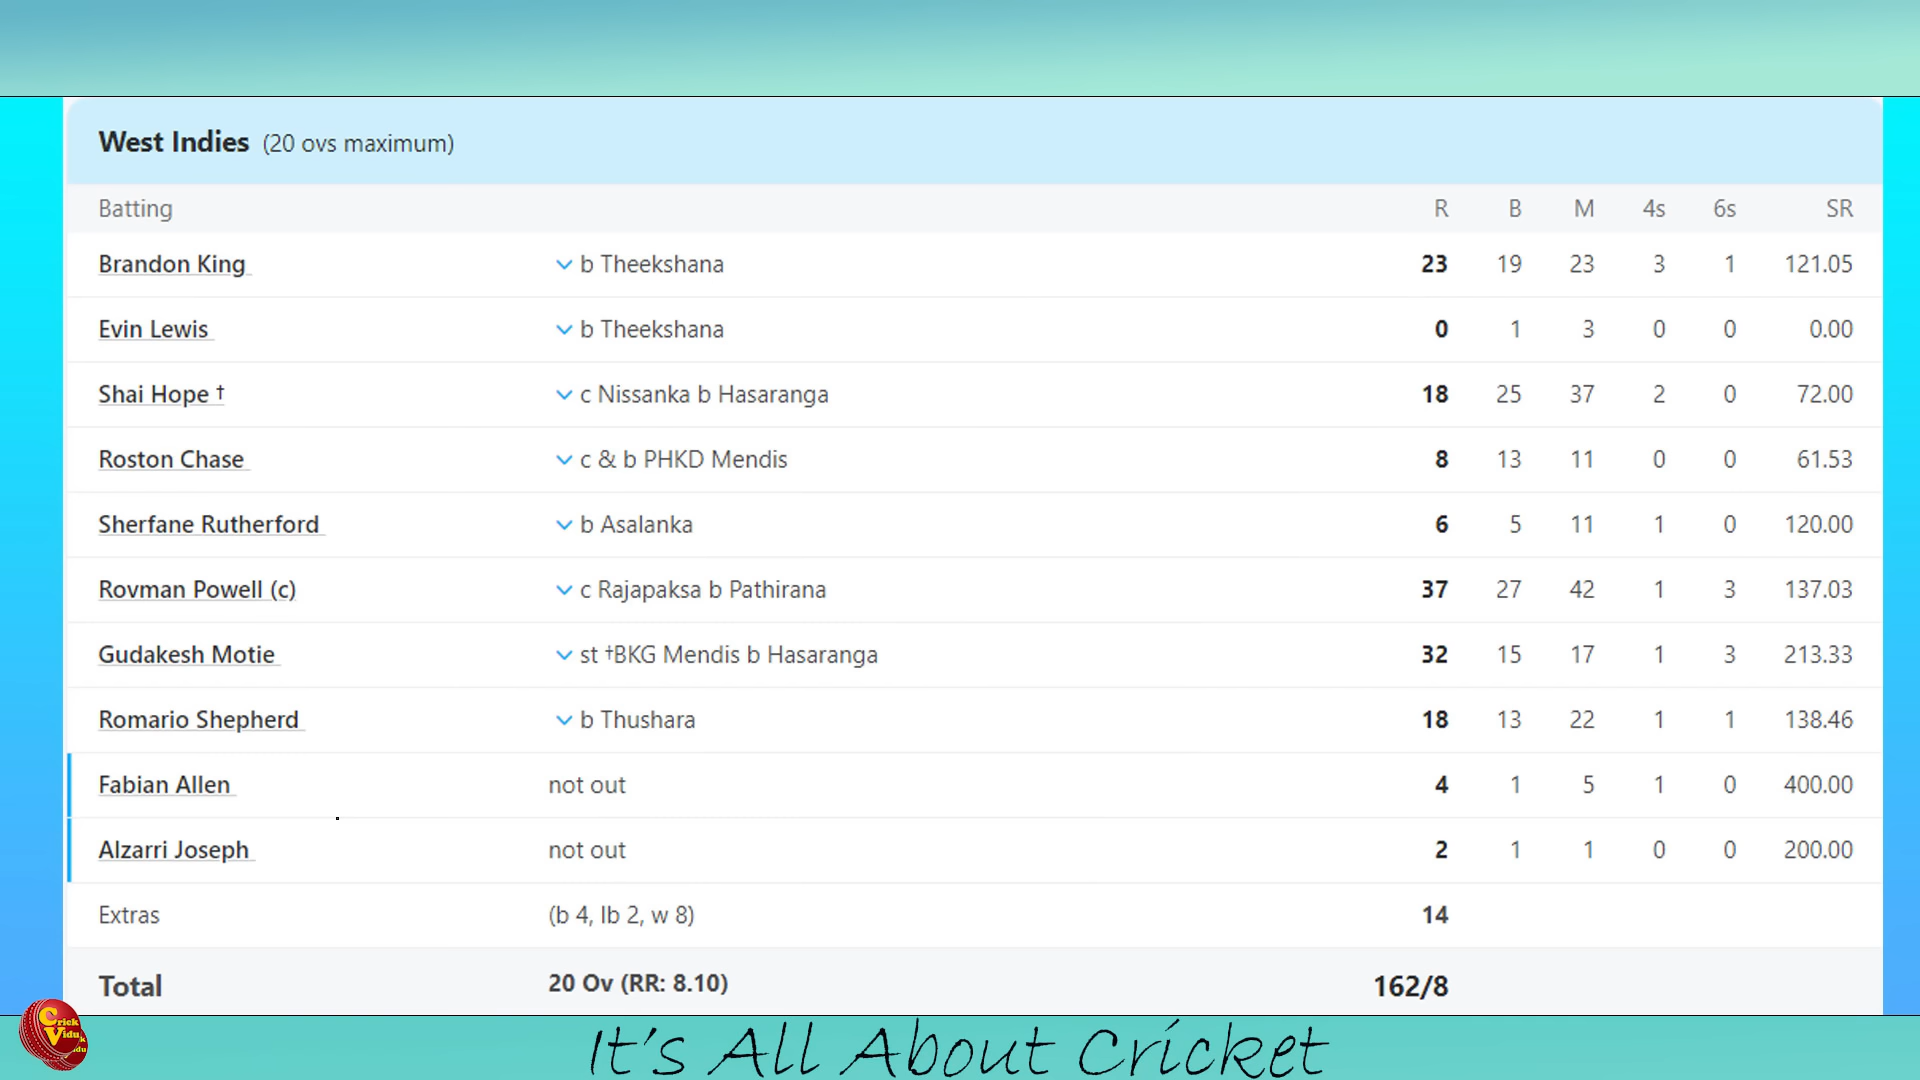 West Indies (20 ovs maximum)
Batting R B M 4s 6s SR
Brandon King b Theekshana 23 19 23 3 1 121.05
Evin Lewis b Theekshana 0 1 3 0 0 0.00
Shai Hope † c Nissanka b Hasaranga 18 25 37 2 0 72.00
Roston Chase c & b PHKD Mendis 8 13 11 0 0 61.53
Sherfane Rutherford b Asalanka 6 5 11 1 0 120.00
Rovman Powell (c) c Rajapaksa b Pathirana 37 27 42 1 3 137.03
Gudakesh Motie st †BKG Mendis b Hasaranga 32 15 17 1 3 213.33
Romario Shepherd b Thushara 18 13 22 1 1 138.46
Fabian Allen not out 4 1 5 1 0 400.00
Alzarri Joseph not out 2 1 1 0 0 200.00
Extras (b 4, lb 2, w 8) 14
Total 20 Ov (RR: 8.10) 162/8
It's All About Cricket
Crick
Vidu